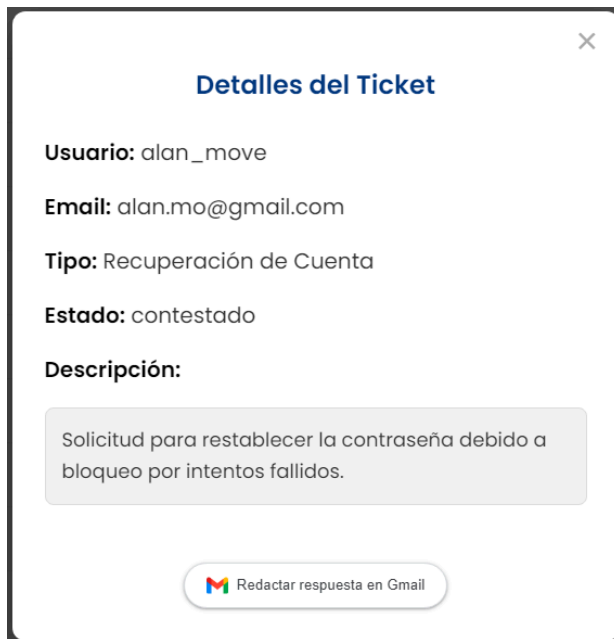 Detalles del Ticket
Usuario: alan_move
Email: alan.mo@gmail.com
Tipo: Recuperación de Cuenta
Estado: contestado
Descripción:
Solicitud para restablecer la contraseña debido a
bloqueo por intentos fallidos.
Redactar respuesta en Gmail